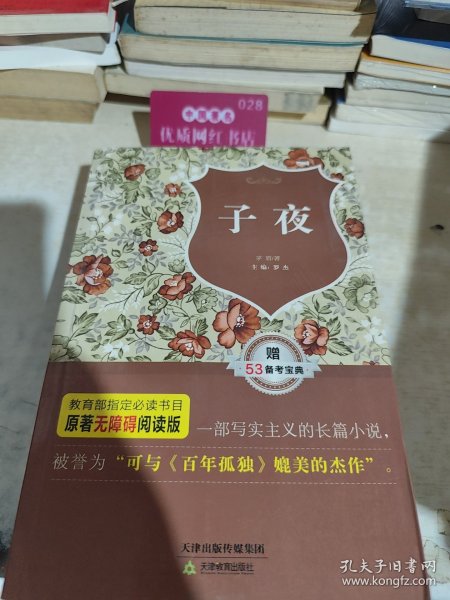 028
中国著名
优质网红书店
子夜
茅盾/著
主编：罗杰
赠
53备考宝典
教育部指定必读书目
原著无障碍阅读版
一部写实主义的长篇小说，
被誉为“可与《百年孤独》媲美的杰作”。
天津出版传媒集团
天津教育出版社
孔夫子旧书网
www.kongfz.com